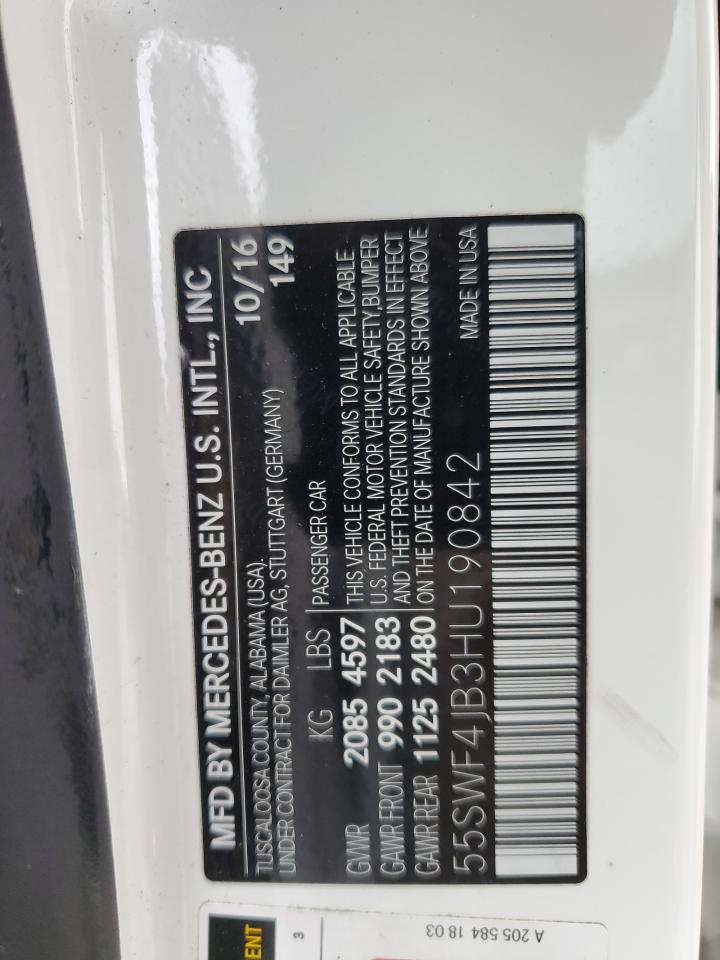 MFD BY MERCEDES-BENZ U.S. INTL., INC
TUSCALOOSA COUNTY, ALABAMA (USA) 10/16
UNDER CONTRACT FOR DAIMLER AG, STUTTGART (GERMANY) 149
KG LBS PASSENGER CAR
GVWR 2085 4597 THIS VEHICLE CONFORMS TO ALL APPLICABLE
GAWR FRONT 990 2183 U.S. FEDERAL MOTOR VEHICLE SAFETY, BUMPER
GAWR REAR 1125 2480 AND THEFT PREVENTION STANDARDS IN EFFECT
ON THE DATE OF MANUFACTURE SHOWN ABOVE
55SWF4JB3HU190842 MADE IN USA
ENT
3
A 205 584 18 03